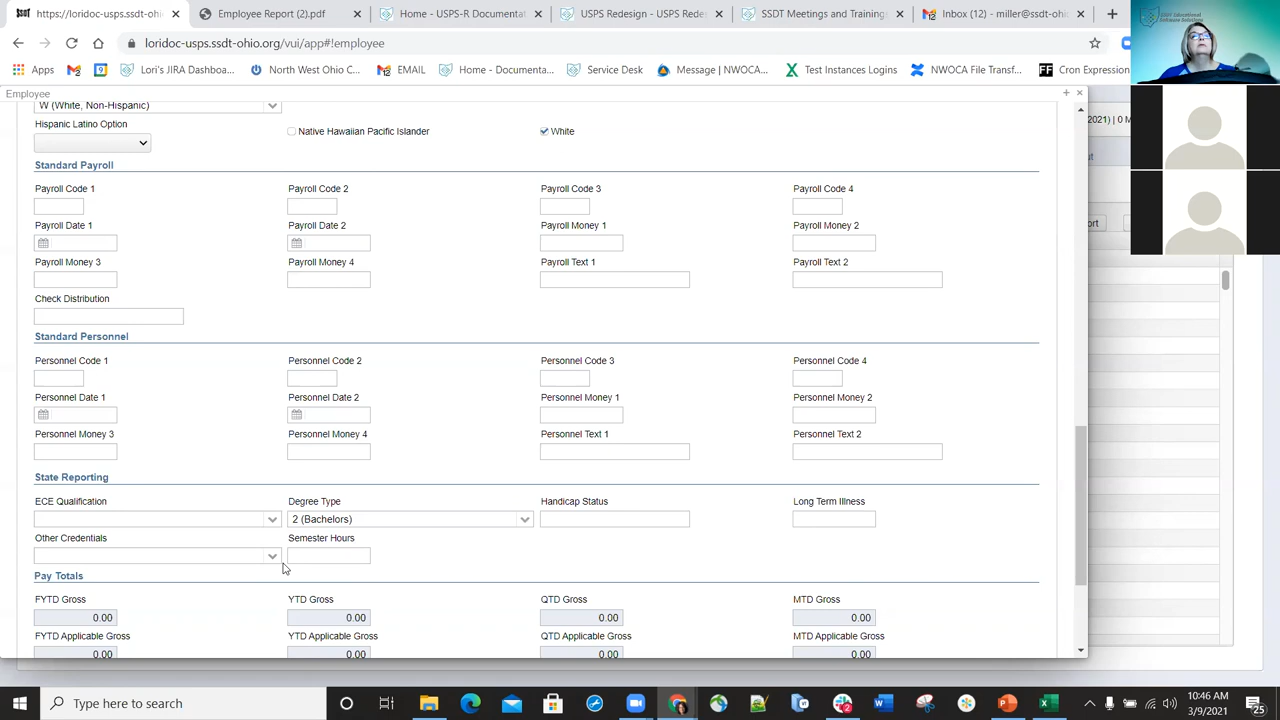 https://loridoc-usps.ssdt-ohio.org × Employee Report (2).pdf × Home - USPS-R Documentat × USPS Redesign - USPS Rede × SSDT Meetings and Trainings × Inbox (12) - miller@ssdt-ohio ×
loridoc-usps.ssdt-ohio.org/vui/app#!employee
Apps Lori's JIRA Dashboa... North West Ohio C... EMAIL Home - Documenta... Service Desk Message | NWOCA... Test Instances Logins NWOCA File Transf... Cron Expression
Employee
W (White, Non-Hispanic)
2021) | 0 M
Hispanic Latino Option
Native Hawaiian Pacific Islander White
Standard Payroll
Payroll Code 1 Payroll Code 2 Payroll Code 3 Payroll Code 4
Payroll Date 1 Payroll Date 2 Payroll Money 1 Payroll Money 2
Payroll Money 3 Payroll Money 4 Payroll Text 1 Payroll Text 2
Check Distribution
Standard Personnel
Personnel Code 1 Personnel Code 2 Personnel Code 3 Personnel Code 4
Personnel Date 1 Personnel Date 2 Personnel Money 1 Personnel Money 2
Personnel Money 3 Personnel Money 4 Personnel Text 1 Personnel Text 2
State Reporting
ECE Qualification Degree Type Handicap Status Long Term Illness
2 (Bachelors)
Other Credentials Semester Hours
Pay Totals
FYTD Gross YTD Gross QTD Gross MTD Gross
0.00 0.00 0.00 0.00
FYTD Applicable Gross YTD Applicable Gross QTD Applicable Gross MTD Applicable Gross
0.00 0.00 0.00 0.00
Type here to search
10:46 AM
3/9/2021
25